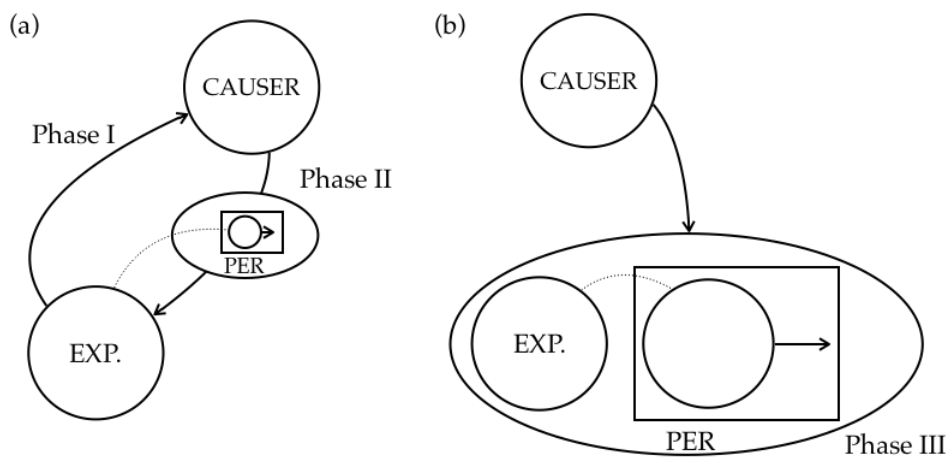 (a)
CAUSER
Phase I
Phase II
PER
EXP.
(b)
CAUSER
EXP.
PER
Phase III